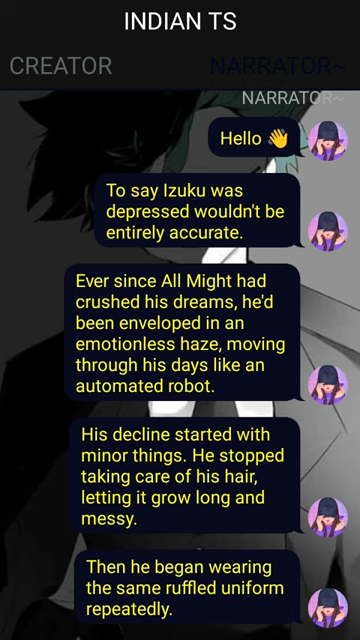 INDIAN TS
CREATOR
NARRATOR~
NARRATOR~
Hello 👋
To say Izuku was
depressed wouldn't be
entirely accurate.
Ever since All Might had
crushed his dreams, he'd
been enveloped in an
emotionless haze, moving
through his days like an
automated robot.
His decline started with
minor things. He stopped
taking care of his hair,
letting it grow long and
messy.
Then he began wearing
the same ruffled uniform
repeatedly.